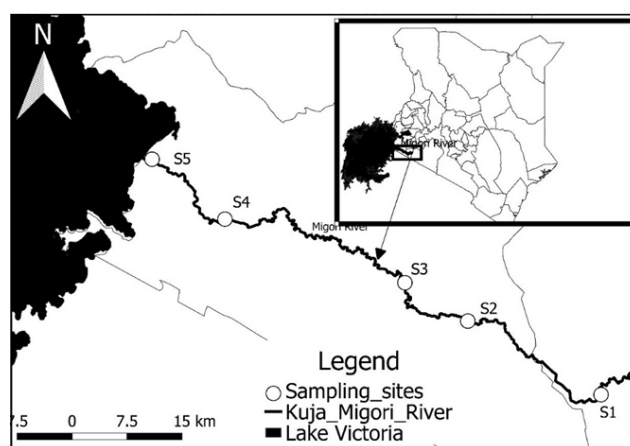 N
Migori River
S5
S4
Migori River
S3
S2
S1
Legend
Sampling_sites
Kuja_Migori_River
Lake Victoria
7.5 0 7.5 15 km